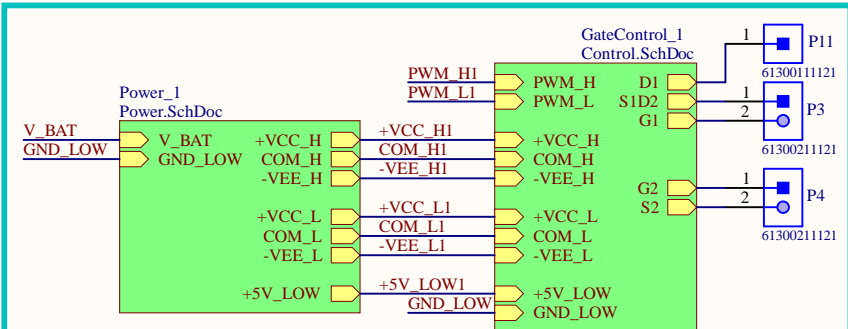 GateControl_1
Control.SchDoc
1
P11
61300111121
PWM_H1
PWM_L1
PWM_H
PWM_L
D1
S1D2
G1
1
2
P3
61300211121
Power_1
Power.SchDoc
V_BAT
GND_LOW
V_BAT
GND_LOW
+VCC_H
COM_H
-VEE_H
+VCC_H1
COM_H1
-VEE_H1
+VCC_H
COM_H
-VEE_H
G2
S2
1
2
P4
61300211121
+VCC_L
COM_L
-VEE_L
+VCC_L1
COM_L1
-VEE_L1
+VCC_L
COM_L
-VEE_L
+5V_LOW
+5V_LOW1
GND_LOW
+5V_LOW
GND_LOW